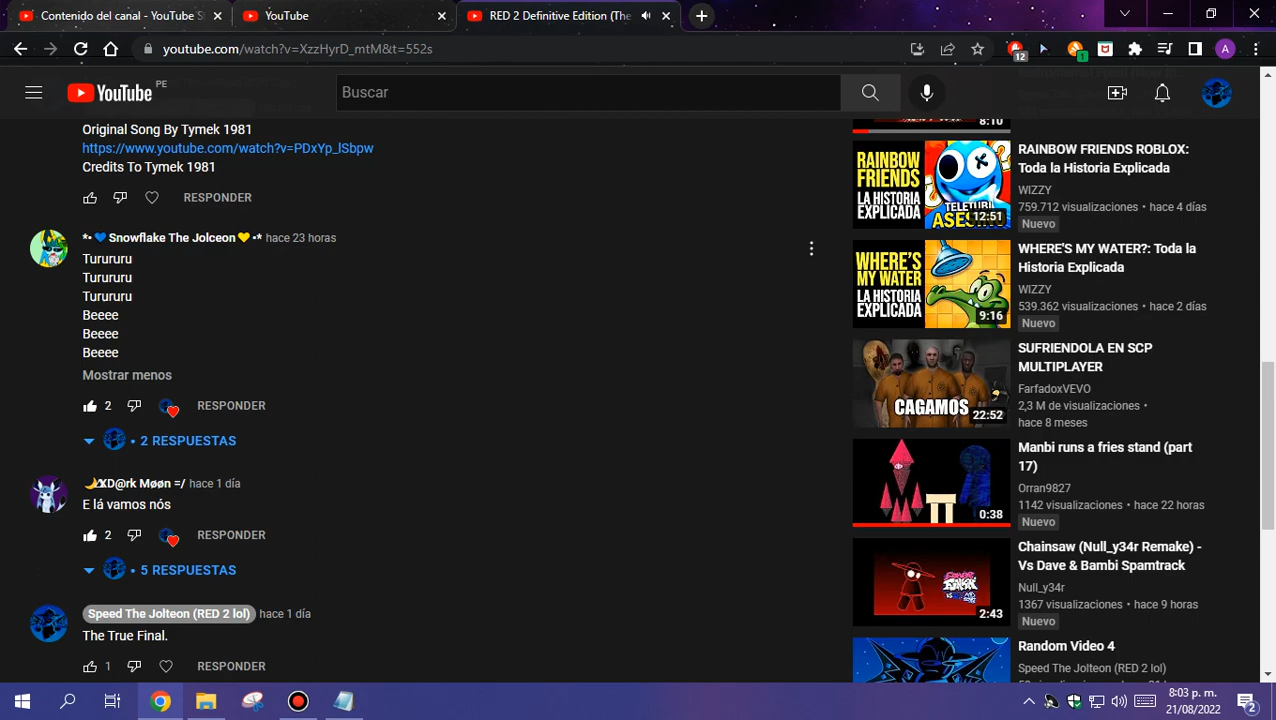 Contenido del canal - YouTube S
YouTube
RED 2 Definitive Edition (The
youtube.com/watch?v=XzzHyrD_mtM&t=552s
12
1
A
YouTube PE
Buscar
Original Song By Tymek 1981
https://www.youtube.com/watch?v=PDxYp_lSbpw
Credits To Tymek 1981
RESPONDER
*• 💙 Snowflake The Jolceon 💛 •* hace 23 horas
Turururu
Turururu
Turururu
Beeee
Beeee
Beeee
Mostrar menos
2 RESPONDER
• 2 RESPUESTAS
🌙XD@rk Møøn =/ hace 1 día
E lá vamos nós
2 RESPONDER
• 5 RESPUESTAS
Speed The Jolteon (RED 2 lol) hace 1 día
The True Final.
1 RESPONDER
8:10
RAINBOW
FRIENDS
LA HISTORIA
EXPLICADA
ASESINO
12:51
RAINBOW FRIENDS ROBLOX:
Toda la Historia Explicada
WIZZY
759.712 visualizaciones • hace 4 días
Nuevo
WHERE'S
MY WATER
LA HISTORIA
EXPLICADA
9:16
WHERE'S MY WATER?: Toda la
Historia Explicada
WIZZY
539.362 visualizaciones • hace 2 días
Nuevo
CAGAMOS
22:52
SUFRIENDOLA EN SCP
MULTIPLAYER
FarfadoxVEVO
2,3 M de visualizaciones •
hace 8 meses
0:38
Manbi runs a fries stand (part
17)
Orran9827
1142 visualizaciones • hace 22 horas
Nuevo
2:43
Chainsaw (Null_y34r Remake) -
Vs Dave & Bambi Spamtrack
Null_y34r
1367 visualizaciones • hace 9 horas
Nuevo
Random Video 4
Speed The Jolteon (RED 2 lol)
8:03 p. m.
21/08/2022
2